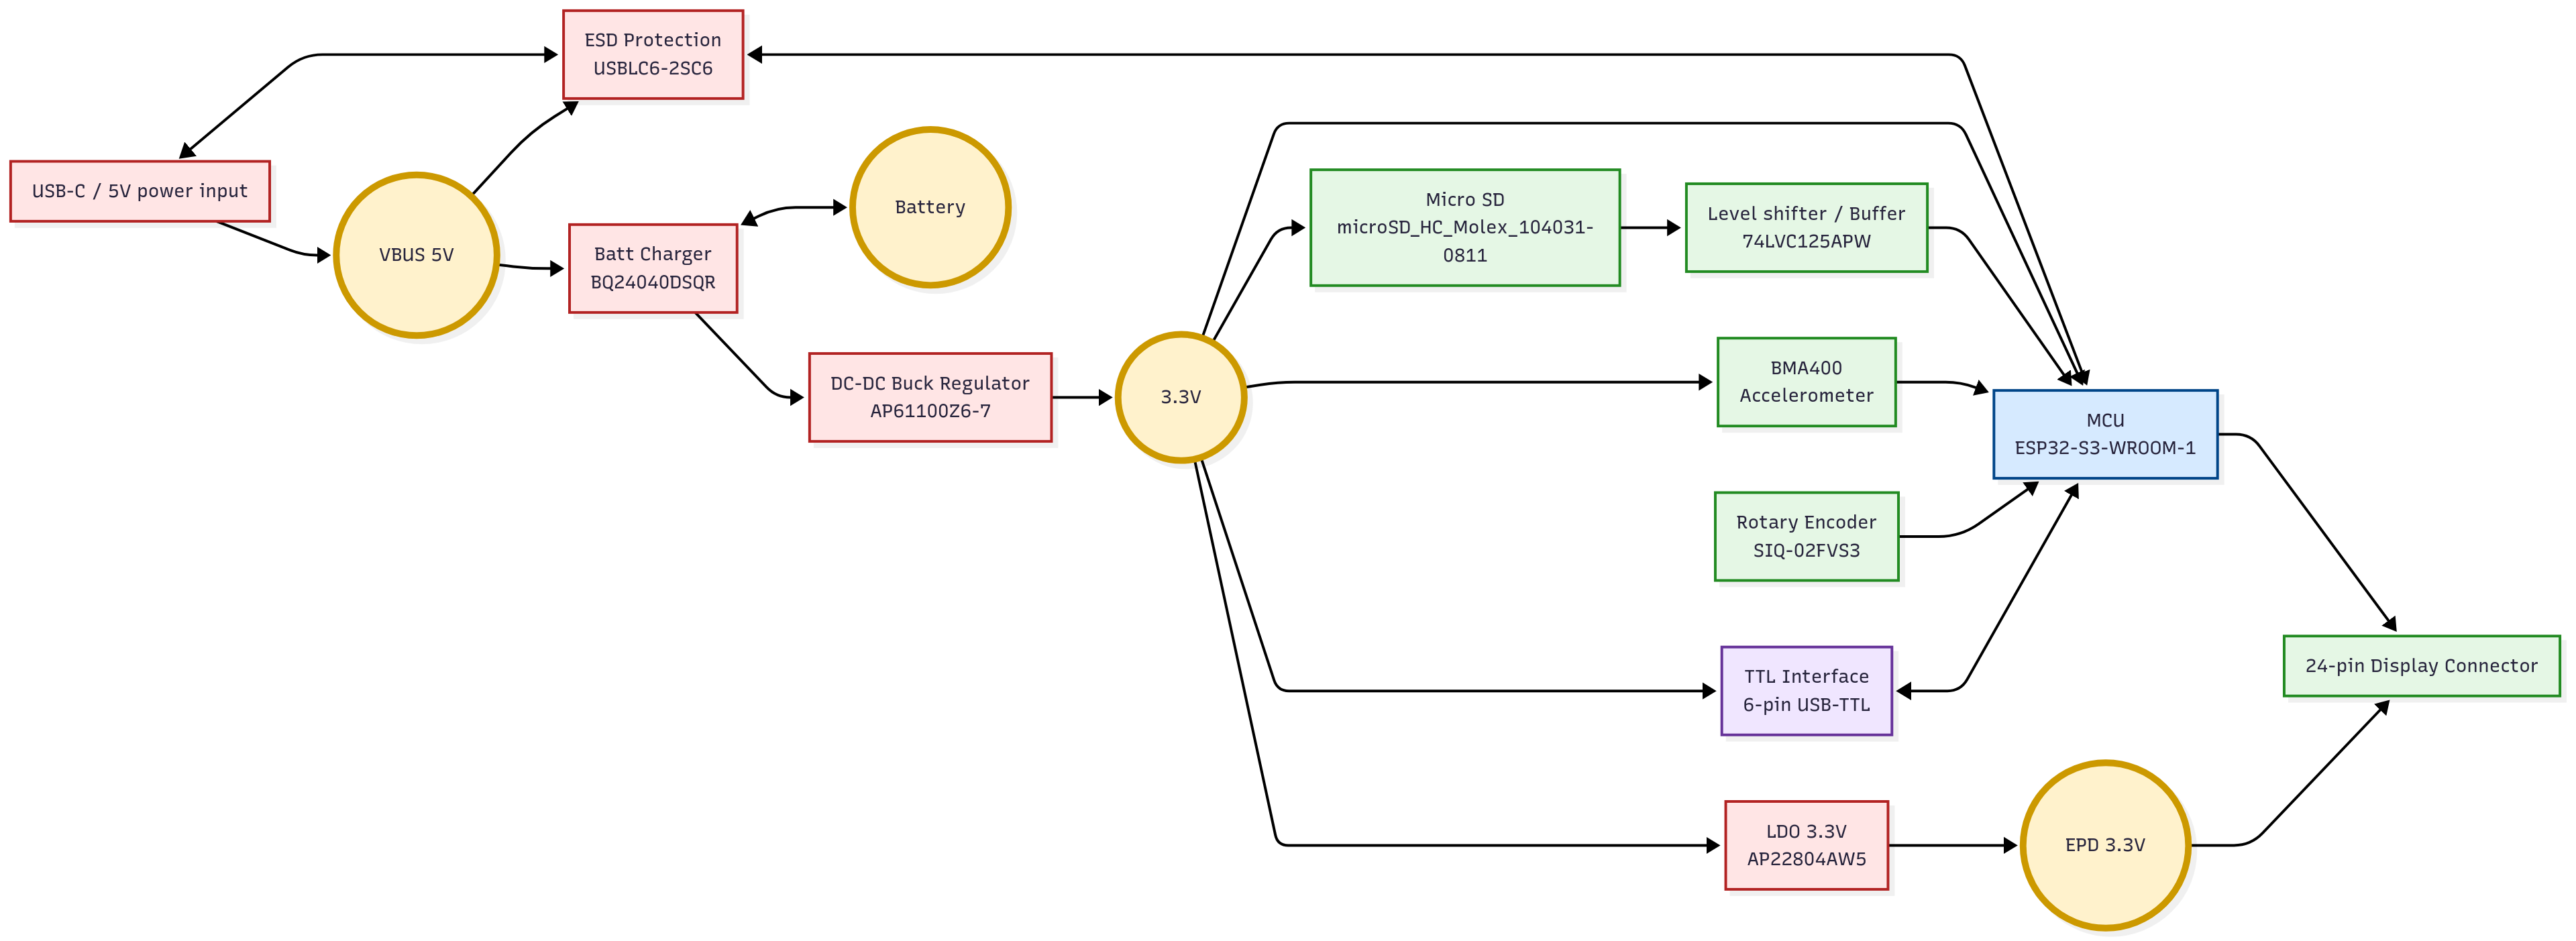 ESD Protection
USBLC6-2SC6
USB-C / 5V power input
VBUS 5V
Batt Charger
BQ24040DSQR
Battery
DC-DC Buck Regulator
AP61100Z6-7
3.3V
Micro SD
microSD_HC_Molex_104031-
0811
Level shifter / Buffer
74LVC125APW
BMA400
Accelerometer
MCU
ESP32-S3-WROOM-1
Rotary Encoder
SIQ-02FVS3
TTL Interface
6-pin USB-TTL
24-pin Display Connector
LDO 3.3V
AP22804AW5
EPD 3.3V